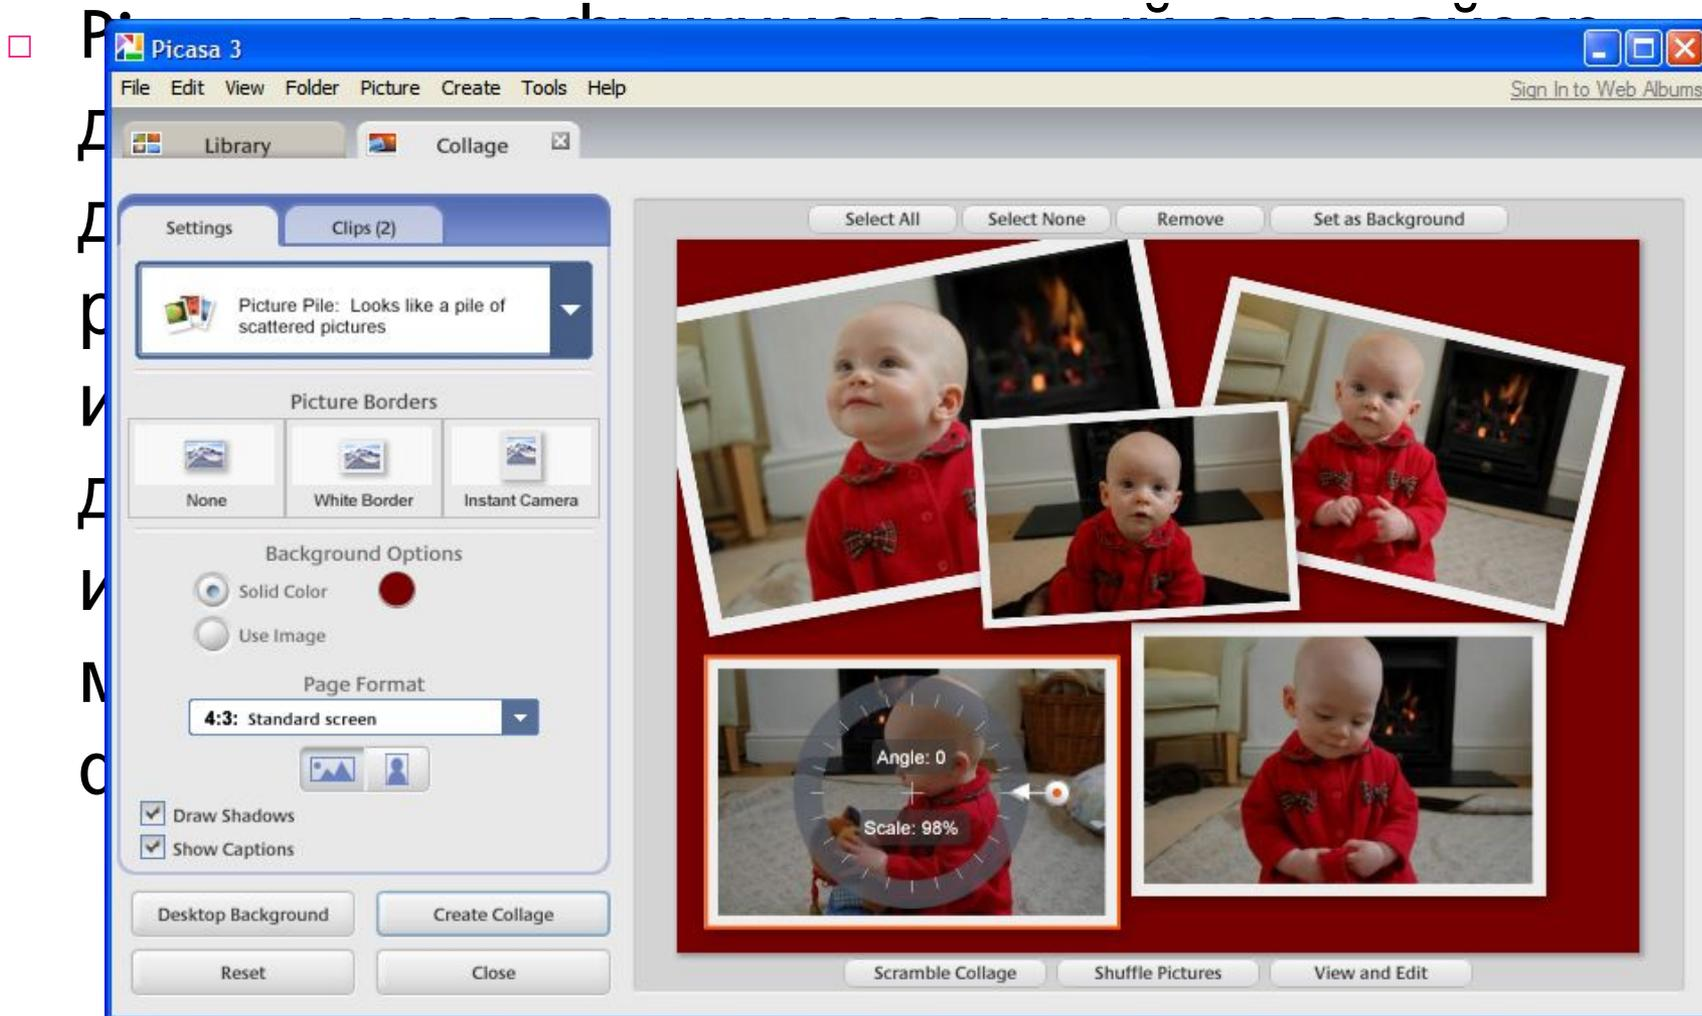 Picasa 3
File Edit View Folder Picture Create Tools Help
Sign In to Web Albums
Library
Collage
Settings
Clips (2)
Picture Pile: Looks like a pile of
scattered pictures
Picture Borders
None
White Border
Instant Camera
Background Options
Solid Color
Use Image
Page Format
4:3: Standard screen
Draw Shadows
Show Captions
Desktop Background
Create Collage
Reset
Close
Select All
Select None
Remove
Set as Background
Angle: 0
Scale: 98%
Scramble Collage
Shuffle Pictures
View and Edit